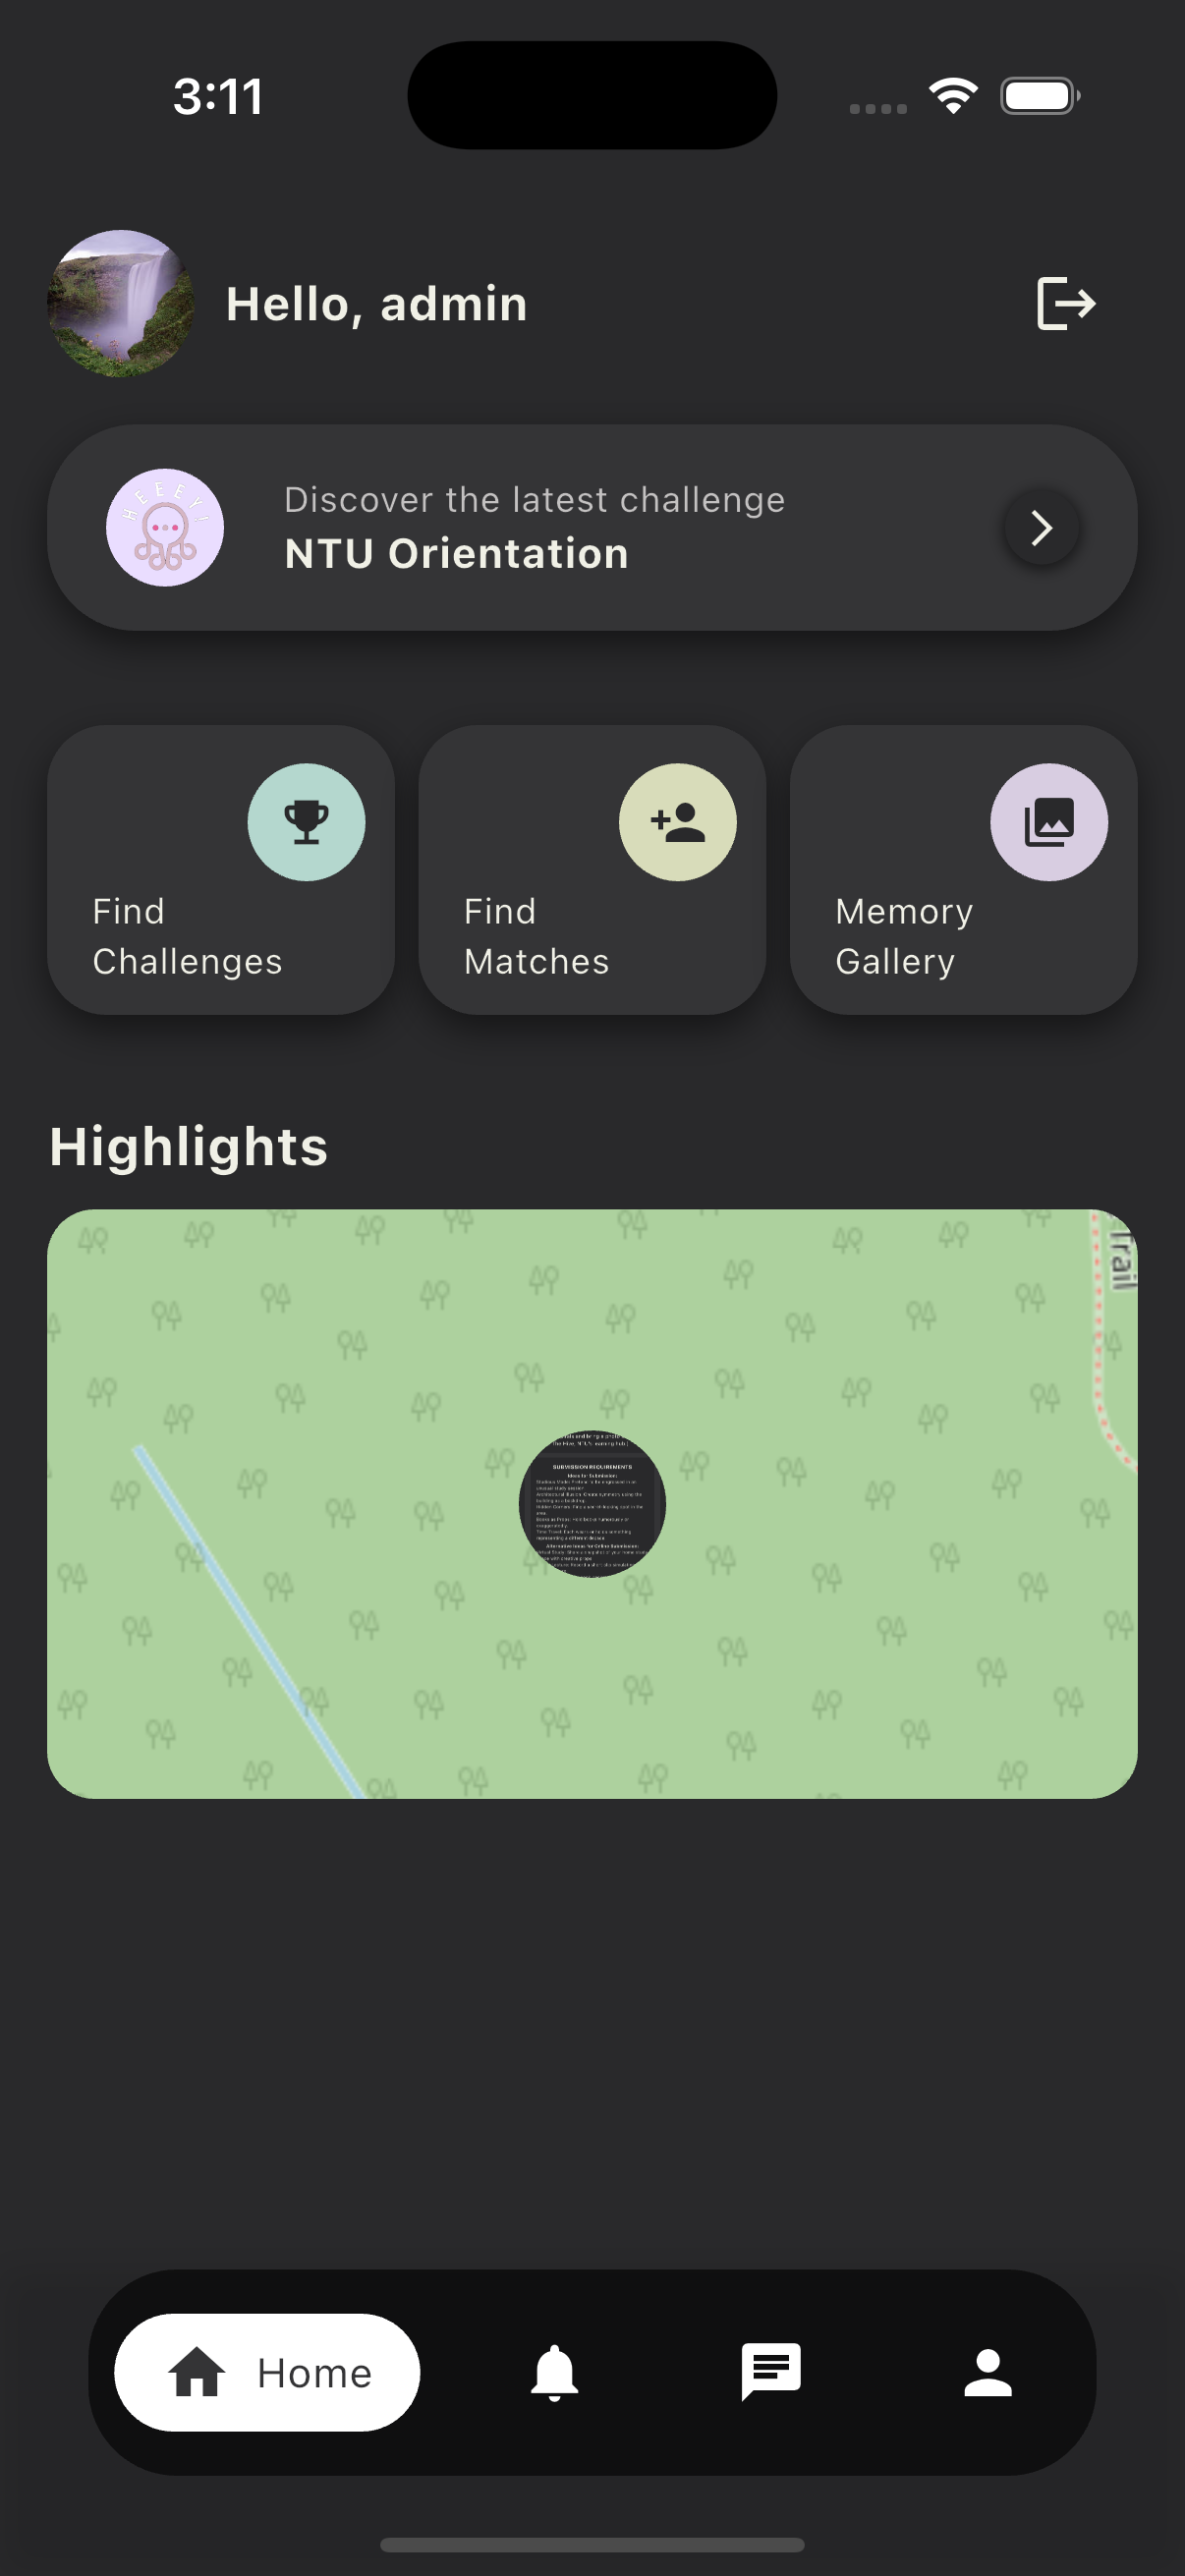 3:11
Hello, admin
HEEEY!
Discover the latest challenge
NTU Orientation
Find
Challenges
Find
Matches
Memory
Gallery
Highlights
Trail
SUBMISSION REQUIREMENTS
Home